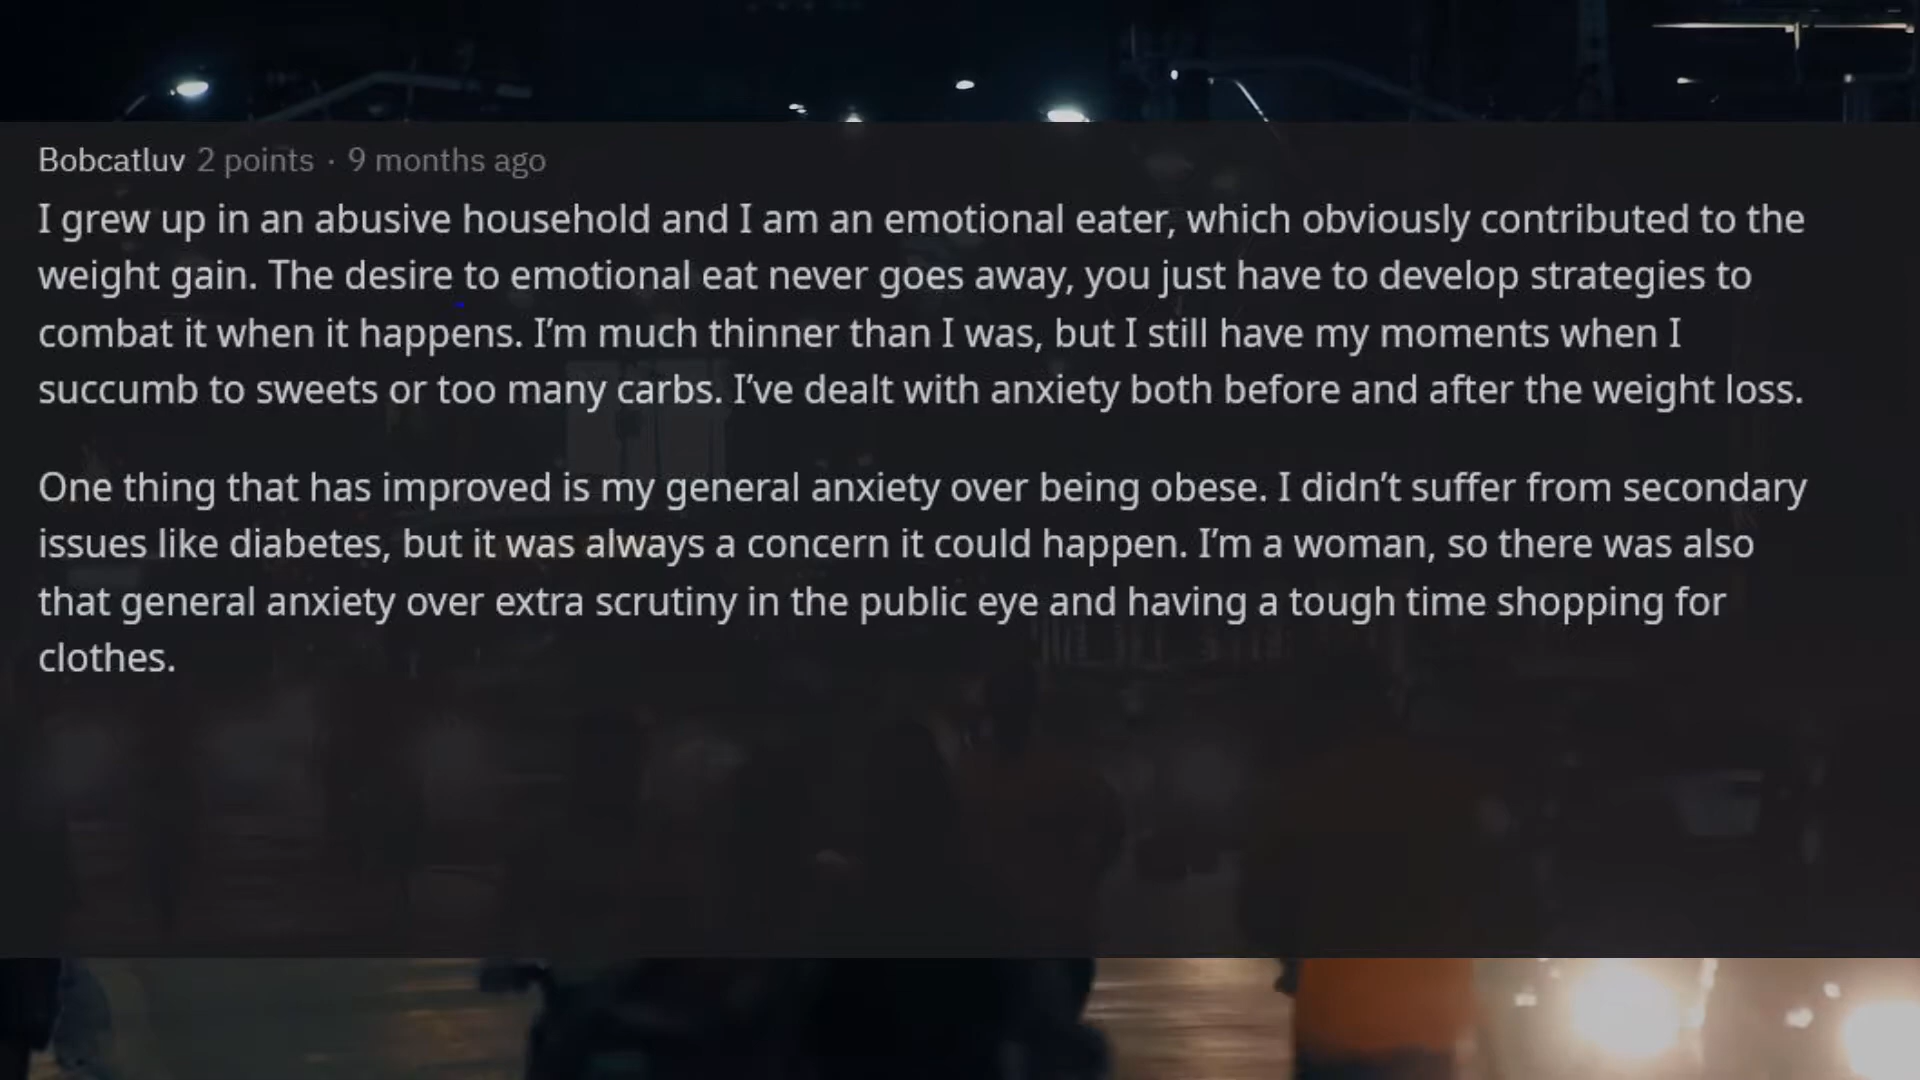 Bobcatluv 2 points · 9 months ago
I grew up in an abusive household and I am an emotional eater, which obviously contributed to the
weight gain. The desire to emotional eat never goes away, you just have to develop strategies to
combat it when it happens. I’m much thinner than I was, but I still have my moments when I
succumb to sweets or too many carbs. I’ve dealt with anxiety both before and after the weight loss.
One thing that has improved is my general anxiety over being obese. I didn’t suffer from secondary
issues like diabetes, but it was always a concern it could happen. I’m a woman, so there was also
that general anxiety over extra scrutiny in the public eye and having a tough time shopping for
clothes.